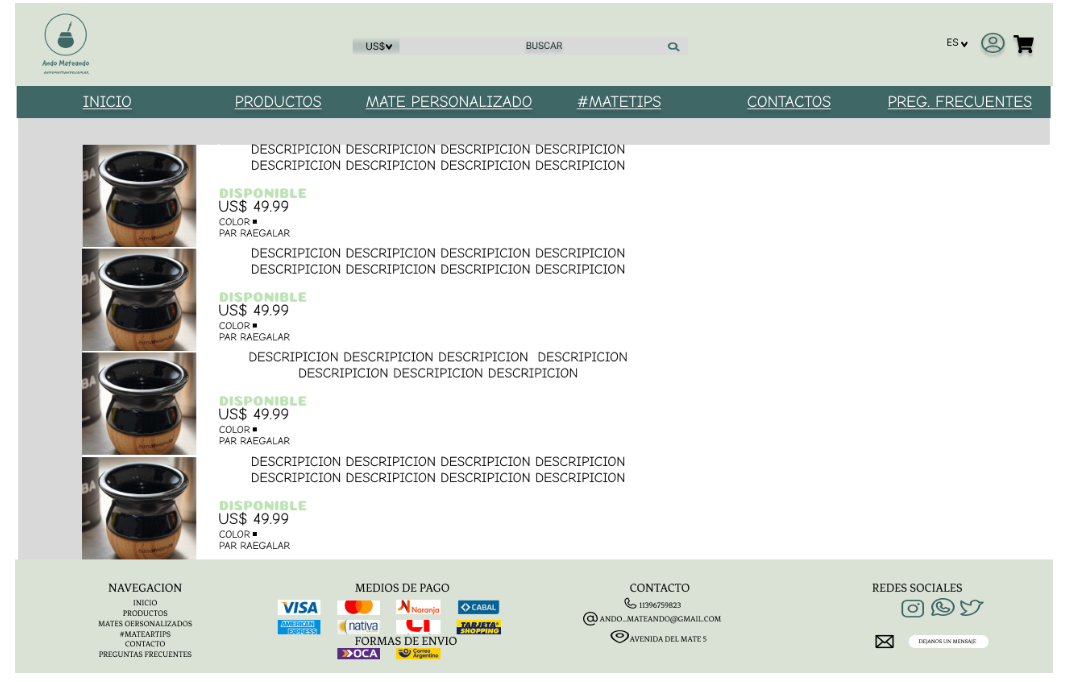 Ando Mateando
US$
BUSCAR
ES
INICIO
PRODUCTOS
MATE PERSONALIZADO
#MATETIPS
CONTACTOS
PREG. FRECUENTES
DESCRIPICION DESCRIPICION DESCRIPICION DESCRIPICION
DESCRIPICION DESCRIPICION DESCRIPICION DESCRIPICION
DISPONIBLE
US$ 49.99
COLOR
PAR RAEGALAR
DESCRIPICION DESCRIPICION DESCRIPICION DESCRIPICION
DESCRIPICION DESCRIPICION DESCRIPICION DESCRIPICION
DISPONIBLE
US$ 49.99
COLOR
PAR RAEGALAR
DESCRIPICION DESCRIPICION DESCRIPICION DESCRIPICION
DESCRIPICION DESCRIPICION DESCRIPICION
DISPONIBLE
US$ 49.99
COLOR
PAR RAEGALAR
DESCRIPICION DESCRIPICION DESCRIPICION DESCRIPICION
DESCRIPICION DESCRIPICION DESCRIPICION DESCRIPICION
DISPONIBLE
US$ 49.99
COLOR
PAR RAEGALAR
NAVEGACION
INICIO
PRODUCTOS
MATES OERSONALIZADOS
#MATEARTIPS
CONTACTO
PREGUNTAS FRECUENTES
MEDIOS DE PAGO
VISA
Naranja
CABAL
AMERICAN
EXPRESS
nativa
TARJETA
SHOPPING
FORMAS DE ENVIO
OCA
Correo
Argentino
CONTACTO
11396759823
ANDO_MATEANDO@GMAIL.COM
AVENIDA DEL MATE 5
REDES SOCIALES
DEJANOS UN MENSAJE